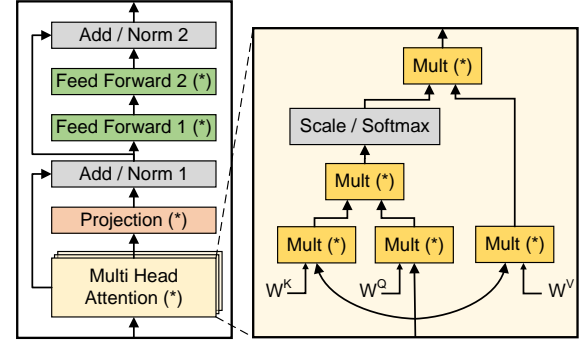 Add / Norm 2
Feed Forward 2 (*)
Feed Forward 1 (*)
Add / Norm 1
Projection (*)
Multi Head
Attention (*)
Mult (*)
Scale / Softmax
Mult (*)
Mult (*) Mult (*) Mult (*)
W^K W^Q W^V